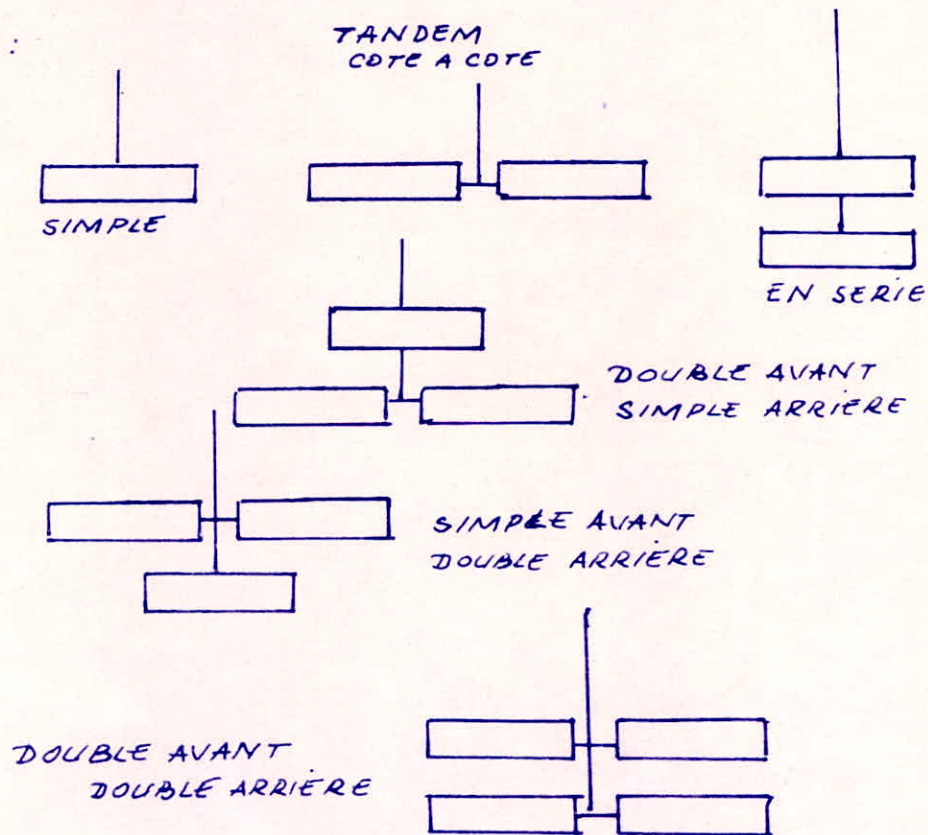 TANDEM
COTE A COTE
SIMPLE
EN SERIE
DOUBLE AVANT
SIMPLE ARRIERE
SIMPLE AVANT
DOUBLE ARRIÈRE
DOUBLE AVANT
DOUBLE ARRIÈRE